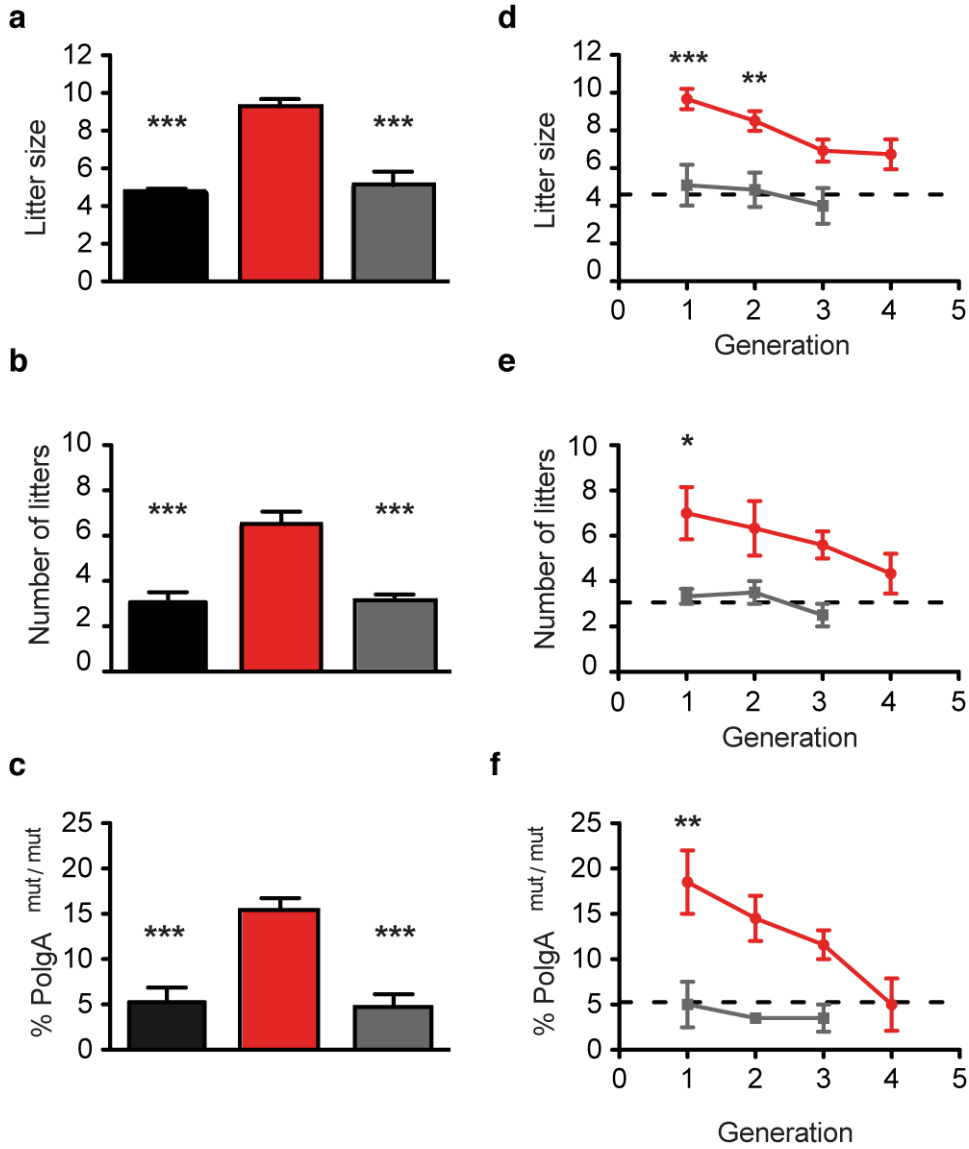 a
Litter size
12
10
8
6
4
2
0
***
***
d
Litter size
12
10
8
6
4
2
0
***
**
0 1 2 3 4 5
Generation
b
Number of litters
10
8
6
4
2
0
***
***
e
Number of litters
10
8
6
4
2
0
*
0 1 2 3 4 5
Generation
c
% PolgA mut / mut
25
20
15
10
5
0
***
***
f
% PolgA mut / mut
25
20
15
10
5
0
**
0 1 2 3 4 5
Generation